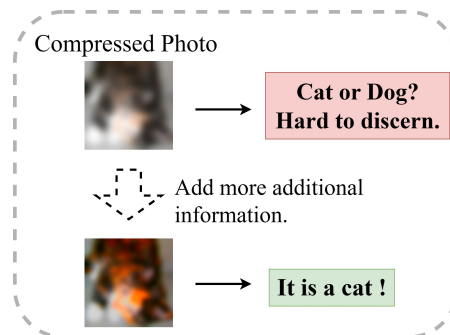 Compressed Photo
Cat or Dog?
Hard to discern.
Add more additional
information.
It is a cat !